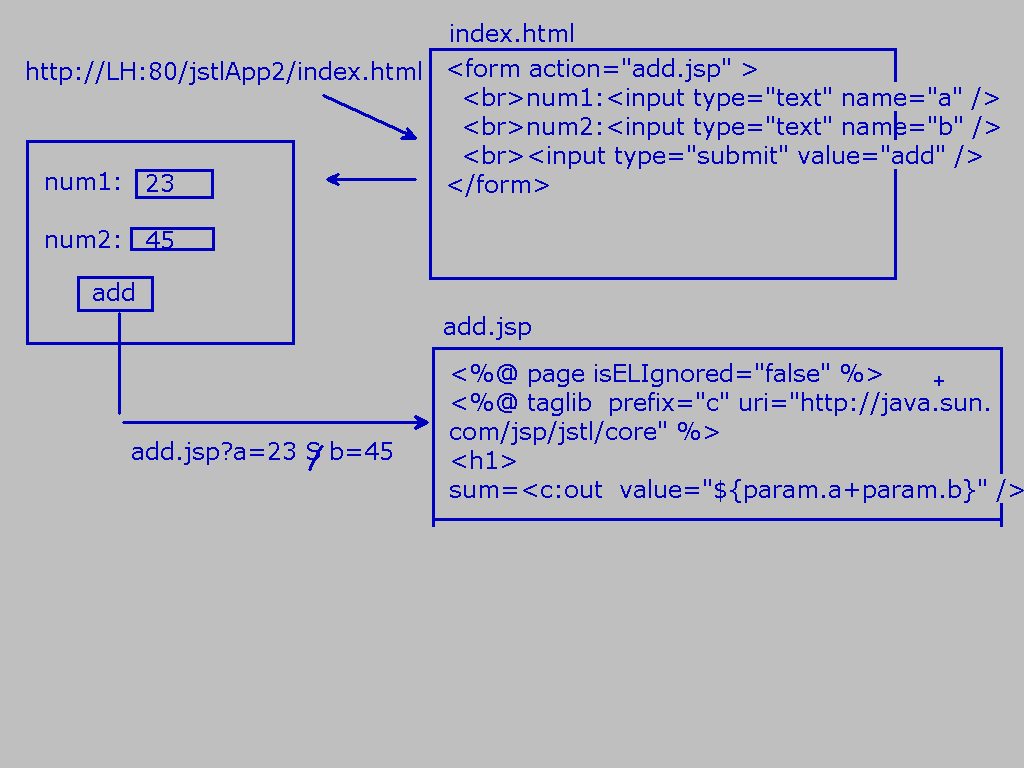 index.html
http://LH:80/jstlApp2/index.html
<form action="add.jsp" >
<br>num1:<input type="text" name="a" />
<br>num2:<input type="text" name="b" />
<br><input type="submit" value="add" />
</form>
num1: 23
num2: 45
add
add.jsp
<%@ page isELIgnored="false" %>
<%@ taglib prefix="c" uri="http://java.sun.
com/jsp/jstl/core" %>
<h1>
sum=<c:out value="${param.a+param.b}" />
add.jsp?a=23 S b=45